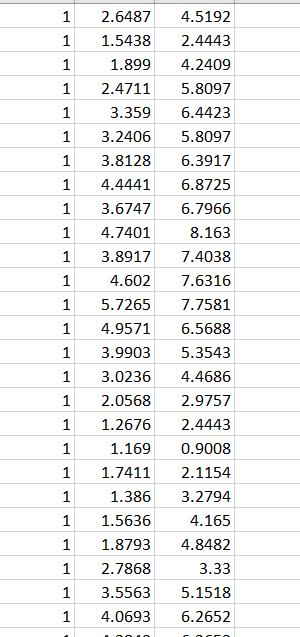 1 2.6487 4.5192
1 1.5438 2.4443
1 1.899 4.2409
1 2.4711 5.8097
1 3.359 6.4423
1 3.2406 5.8097
1 3.8128 6.3917
1 4.4441 6.8725
1 3.6747 6.7966
1 4.7401 8.163
1 3.8917 7.4038
1 4.602 7.6316
1 5.7265 7.7581
1 4.9571 6.5688
1 3.9903 5.3543
1 3.0236 4.4686
1 2.0568 2.9757
1 1.2676 2.4443
1 1.169 0.9008
1 1.7411 2.1154
1 1.386 3.2794
1 1.5636 4.165
1 1.8793 4.8482
1 2.7868 3.33
1 3.5563 5.1518
1 4.0693 6.2652